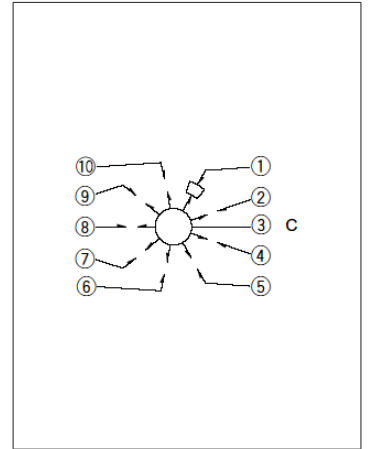 ⑩ ①
⑨ ②
⑧ ③ C
⑦ ④
⑥ ⑤